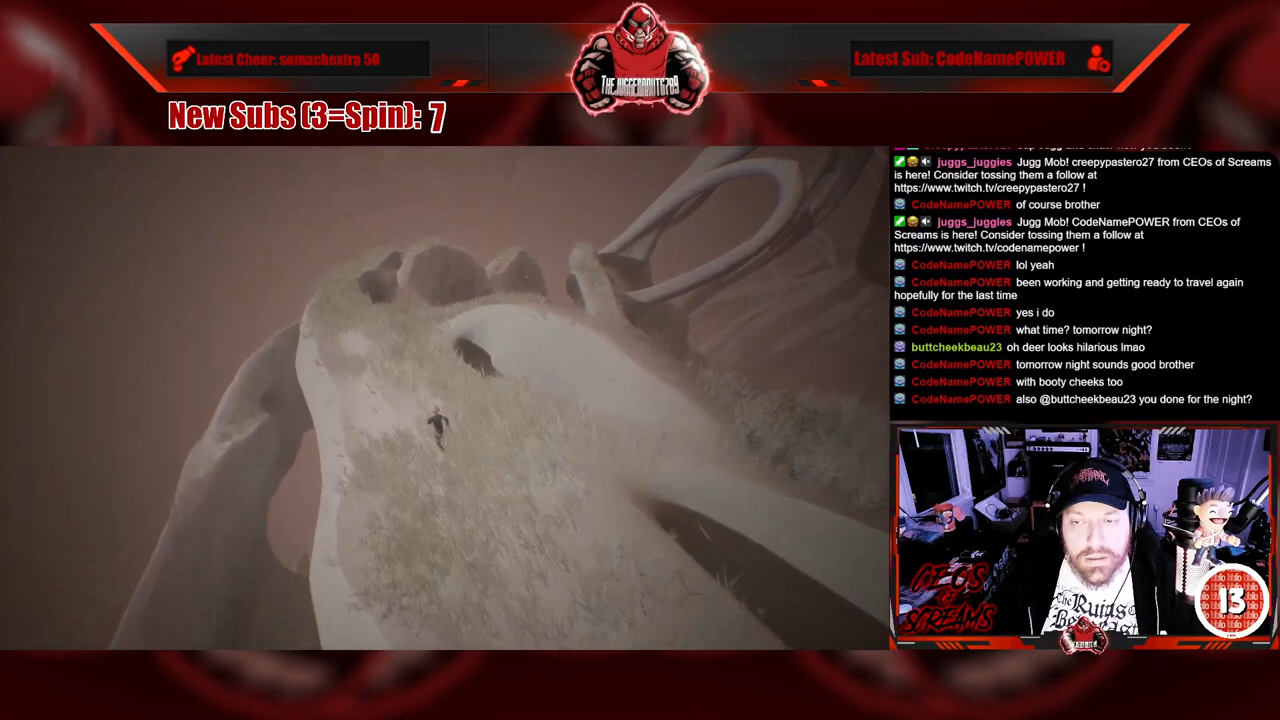 Latest Cheer: somachextra 50
THEJUGGERNAUT6789
Latest Sub: CodeNamePOWER
New Subs (3=Spin): 7
juggs_juggies Jugg Mob! creepypastero27 from CEOs of Screams
is here! Consider tossing them a follow at
https://www.twitch.tv/creepypastero27 !
CodeNamePOWER of course brother
juggs_juggies Jugg Mob! CodeNamePOWER from CEOs of
Screams is here! Consider tossing them a follow at
https://www.twitch.tv/codenamepower !
CodeNamePOWER lol yeah
CodeNamePOWER been working and getting ready to travel again
hopefully for the last time
CodeNamePOWER yes i do
CodeNamePOWER what time? tomorrow night?
buttcheekbeau23 oh deer looks hilarious lmao
CodeNamePOWER tomorrow night sounds good brother
CodeNamePOWER with booty cheeks too
CodeNamePOWER also @buttcheekbeau23 you done for the night?
CEOS
OF
SCREAMS
The Ruins
13